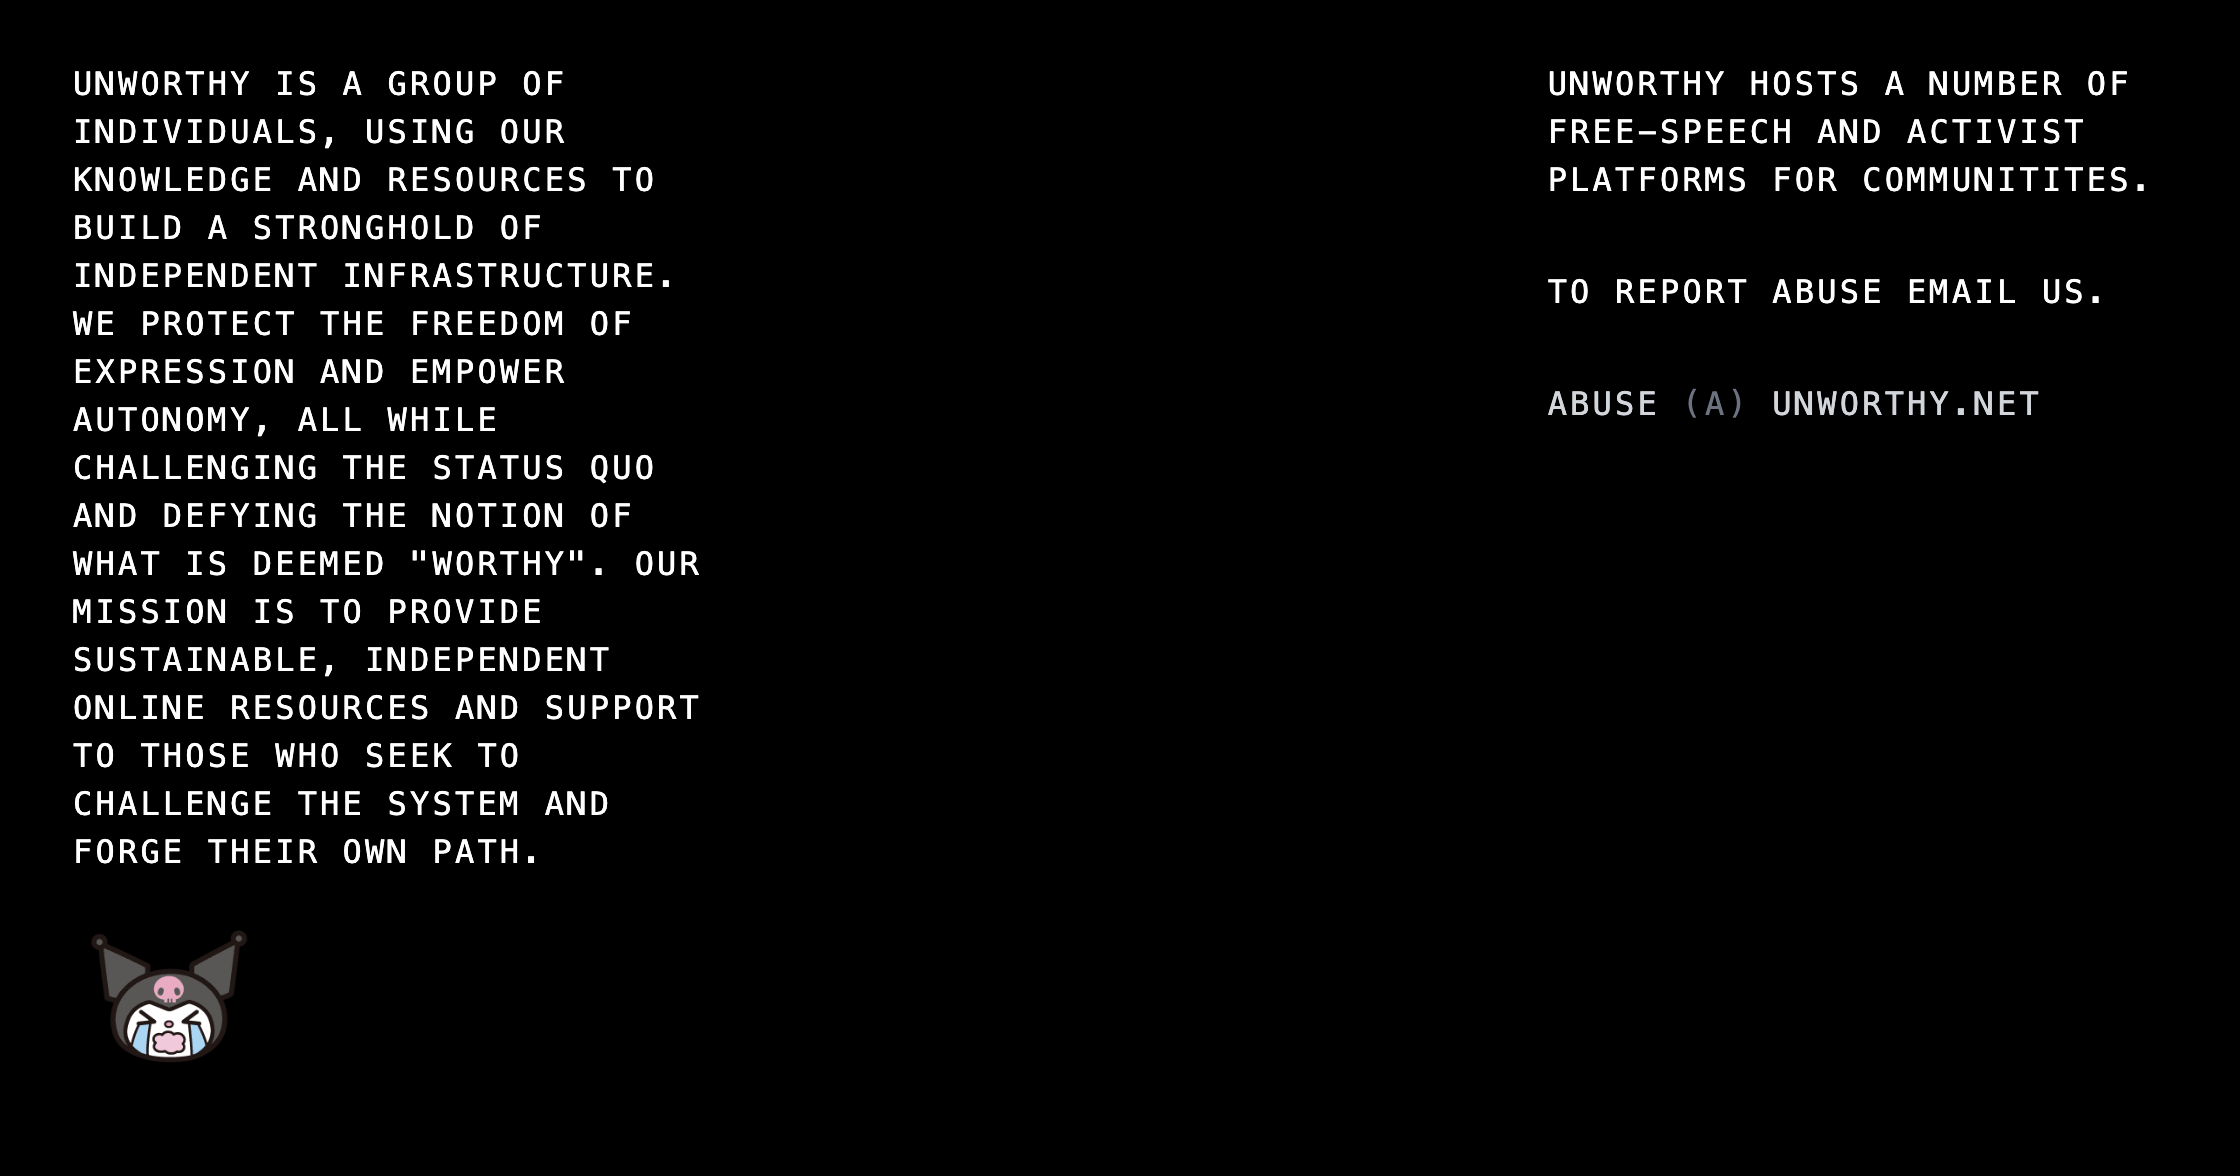 UNWORTHY IS A GROUP OF
INDIVIDUALS, USING OUR
KNOWLEDGE AND RESOURCES TO
BUILD A STRONGHOLD OF
INDEPENDENT INFRASTRUCTURE.
WE PROTECT THE FREEDOM OF
EXPRESSION AND EMPOWER
AUTONOMY, ALL WHILE
CHALLENGING THE STATUS QUO
AND DEFYING THE NOTION OF
WHAT IS DEEMED "WORTHY". OUR
MISSION IS TO PROVIDE
SUSTAINABLE, INDEPENDENT
ONLINE RESOURCES AND SUPPORT
TO THOSE WHO SEEK TO
CHALLENGE THE SYSTEM AND
FORGE THEIR OWN PATH.
UNWORTHY HOSTS A NUMBER OF
FREE-SPEECH AND ACTIVIST
PLATFORMS FOR COMMUNITITES.
TO REPORT ABUSE EMAIL US.
ABUSE (A) UNWORTHY.NET